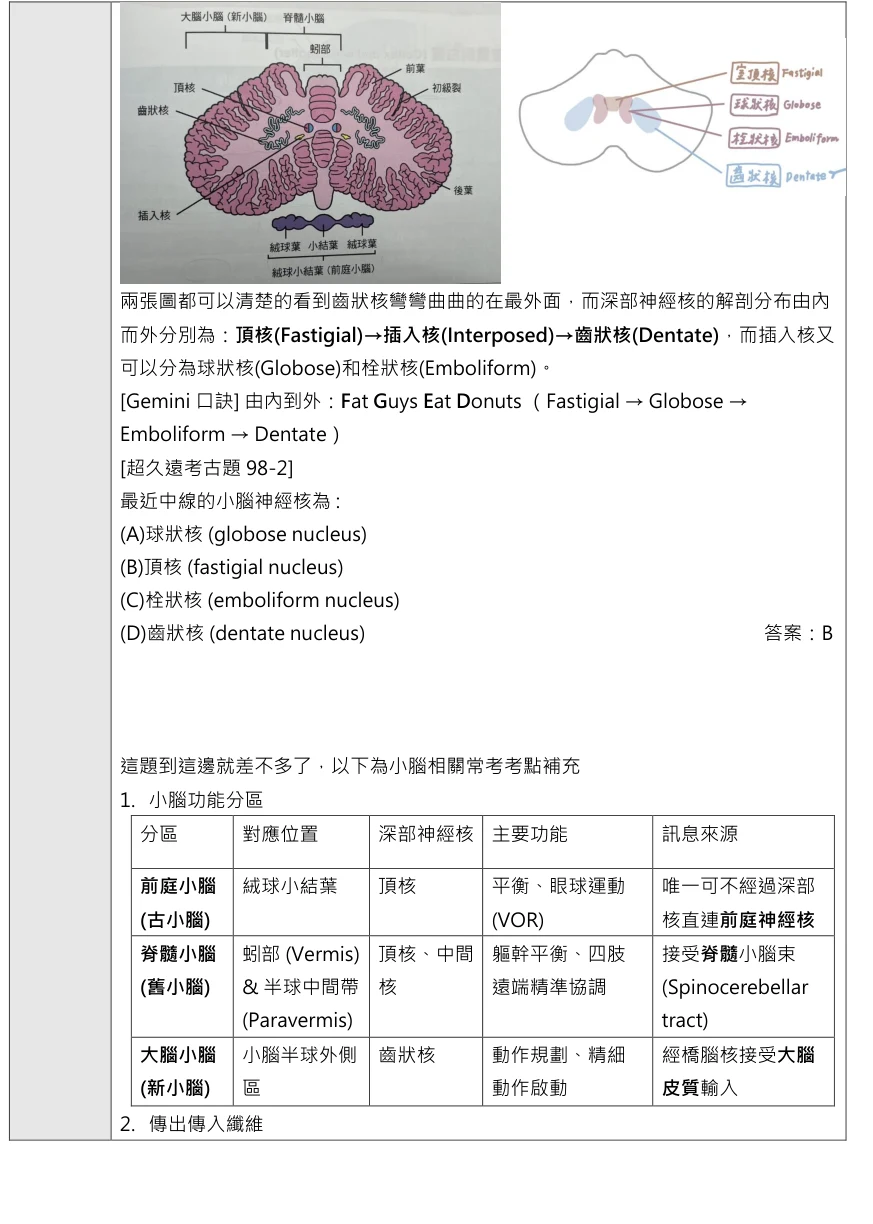 大腦小腦（新小腦）　脊髓小腦
蚓部
前葉
頂核
初級裂
齒狀核
後葉
插入核
絨球葉　小結葉　絨球葉
絨球小結葉（前庭小腦）
室頂核 Fastigial
球狀核 Globose
栓狀核 Emboliform
齒狀核 Dentate
兩張圖都可以清楚的看到齒狀核彎彎曲曲的在最外面，而深部神經核的解剖分布由內
而外分別為：頂核(Fastigial)→插入核(Interposed)→齒狀核(Dentate)，而插入核又
可以分為球狀核(Globose)和栓狀核(Emboliform)。
[Gemini 口訣] 由內到外：Fat Guys Eat Donuts （ Fastigial → Globose →
Emboliform → Dentate）
[超久遠考古題 98-2]
最近中線的小腦神經核為：
(A)球狀核 (globose nucleus)
(B)頂核 (fastigial nucleus)
(C)栓狀核 (emboliform nucleus)
(D)齒狀核 (dentate nucleus)　答案：B
這題到這邊就差不多了，以下為小腦相關常考考點補充
1. 小腦功能分區
分區　對應位置　深部神經核　主要功能　訊息來源
前庭小腦　絨球小結葉　頂核　平衡、眼球運動　唯一可不經過深部
(古小腦)　(VOR)　核直連前庭神經核
脊髓小腦　蚓部 (Vermis)　頂核、中間　軀幹平衡、四肢　接受脊髓小腦束
(舊小腦)　& 半球中間帶　核　遠端精準協調　(Spinocerebellar
(Paravermis)　tract)
大腦小腦　小腦半球外側　齒狀核　動作規劃、精細　經橋腦核接受大腦
(新小腦)　區　動作啟動　皮質輸入
2. 傳出傳入纖維